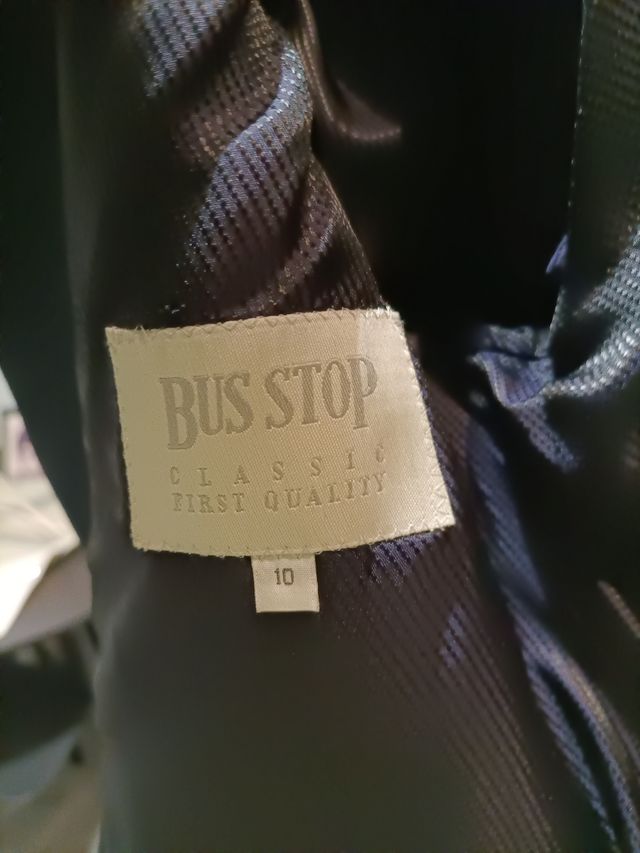 BUS STOP
CLASSIC
FIRST QUALITY
10